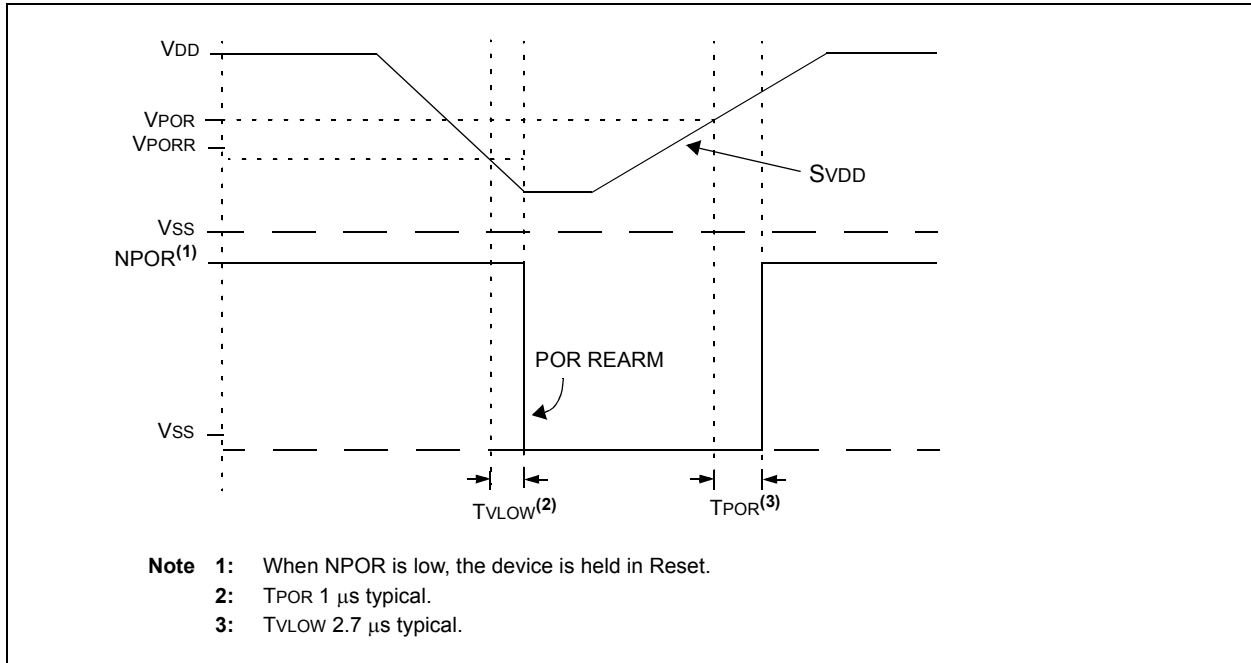 VDD
VPOR
VPORR
SVDD
VSS
NPOR(1)
POR REARM
VSS
TVLOW(2)
TPOR(3)
Note 1: When NPOR is low, the device is held in Reset.
2: TPOR 1 μs typical.
3: TVLOW 2.7 μs typical.